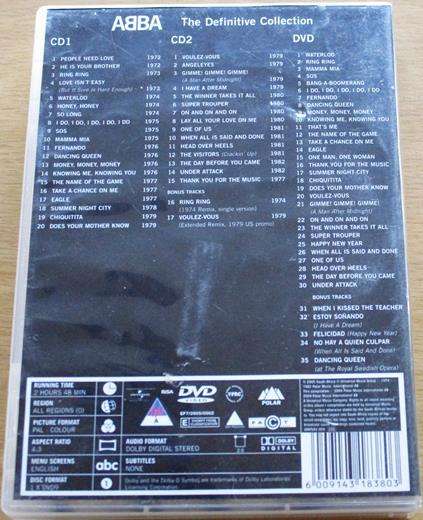 ABBA The Definitive Collection
CD1
1 PEOPLE NEED LOVE 1972
2 HE IS YOUR BROTHER 1972
3 RING RING 1973
4 LOVE ISN'T EASY
(But It Sure Is Hard Enough) 1973
5 WATERLOO 1974
6 HONEY, HONEY 1974
7 SO LONG 1974
8 I DO, I DO, I DO, I DO, I DO 1975
9 SOS 1975
10 MAMMA MIA 1975
11 FERNANDO 1976
12 DANCING QUEEN 1976
13 MONEY, MONEY, MONEY 1976
14 KNOWING ME, KNOWING YOU 1976
15 THE NAME OF THE GAME 1977
16 TAKE A CHANCE ON ME 1977
17 EAGLE 1977
18 SUMMER NIGHT CITY 1978
19 CHIQUITITA 1979
20 DOES YOUR MOTHER KNOW 1979
CD2
1 VOULEZ-VOUS 1979
2 ANGELEYES 1979
3 GIMME! GIMME! GIMME!
(A Man After Midnight) 1979
4 I HAVE A DREAM 1979
5 THE WINNER TAKES IT ALL 1980
6 SUPER TROUPER 1980
7 ON AND ON AND ON 1980
8 LAY ALL YOUR LOVE ON ME 1980
9 ONE OF US 1981
10 WHEN ALL IS SAID AND DONE 1981
11 HEAD OVER HEELS 1981
12 THE VISITORS (Crackin' Up) 1981
13 THE DAY BEFORE YOU CAME 1982
14 UNDER ATTACK 1982
15 THANK YOU FOR THE MUSIC 1977
BONUS TRACKS
16 RING RING 1974
(1974 Remix, single version)
17 VOULEZ-VOUS 1979
(Extended Remix, 1979 US promo)
DVD
1 WATERLOO
2 RING RING
3 MAMMA MIA
4 SOS
5 BANG-A-BOOMERANG
6 I DO, I DO, I DO, I DO, I DO
7 FERNANDO
8 DANCING QUEEN
9 MONEY, MONEY, MONEY
10 KNOWING ME, KNOWING YOU
11 THAT'S ME
12 THE NAME OF THE GAME
13 TAKE A CHANCE ON ME
14 EAGLE
15 ONE MAN, ONE WOMAN
16 THANK YOU FOR THE MUSIC
17 SUMMER NIGHT CITY
18 CHIQUITITA
19 DOES YOUR MOTHER KNOW
20 VOULEZ-VOUS
21 GIMME! GIMME! GIMME!
(A Man After Midnight)
22 ON AND ON AND ON
23 THE WINNER TAKES IT ALL
24 SUPER TROUPER
25 HAPPY NEW YEAR
26 WHEN ALL IS SAID AND DONE
27 ONE OF US
28 HEAD OVER HEELS
29 THE DAY BEFORE YOU CAME
30 UNDER ATTACK
BONUS TRACKS
31 WHEN I KISSED THE TEACHER
32 ESTOY SOÑANDO
(I Have A Dream)
33 FELICIDAD (Happy New Year)
34 NO HAY A QUIEN CULPAR
(When All Is Said And Done)
35 DANCING QUEEN
(at The Royal Swedish Opera)
RUNNING TIME
2 HOURS 48 MIN
REGION
ALL REGIONS (0)
PICTURE FORMAT
PAL - COLOUR
ASPECT RATIO
4:3
MENU SCREENS
ENGLISH
DISC FORMAT
abc
1
AUDIO FORMAT
DOLBY DIGITAL STEREO
SUBTITLES
NONE
RISA
DVD
POLAR
FACT
DOLBY
DIGITAL
6 009143 183803